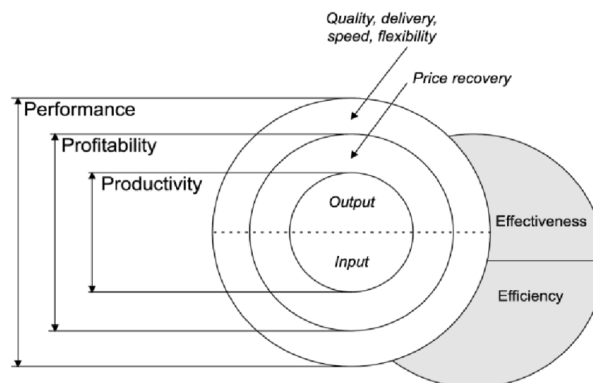 Quality, delivery,
speed, flexibility
Price recovery
Performance
Profitability
Productivity
Output
Input
Effectiveness
Efficiency